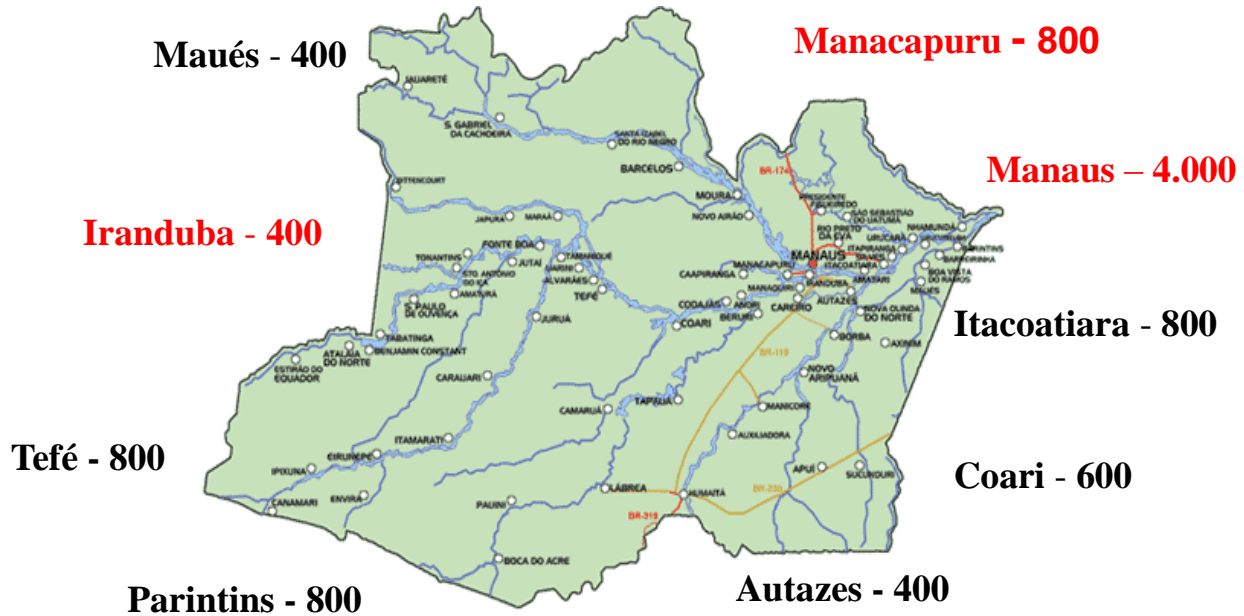 Maués - 400
Manacapuru - 800
Manaus – 4.000
Iranduba - 400
Itacoatiara - 800
Tefé - 800
Coari - 600
Parintins - 800
Autazes - 400
IAUARETÉ
S. GABRIEL
DA CACHOEIRA
SANTA IZABEL
DO RIO NEGRO
BARCELOS
BR-174
MOURA
NOVO AIRÃO
PRESIDENTE
FIGUEIREDO
SÃO SEBASTIÃO
DO UATUMÃ
RIO PRETO
DA EVA
URUCARÁ
NHAMUNDÁ
ITAPIRANGA
PARINTINS
BARREIRINHA
MANAUS
ITACOATIARA
BOA VISTA
DO RAMOS
MAUÉS
MANACAPURU
CAAPIRANGA
IRANDUBA
MANAQUIRI
AUTAZES
CAREIRO
CODAJÁS
ANORI
BERURI
COARI
NOVA OLINDA
DO NORTE
BORBA
AXINIM
BITTENCOURT
JAPURÁ
MARAÃ
FONTE BOA
TONANTINS
JUTAÍ
ALVARÃES
TEFÉ
STO. ANTONIO
DO IÇÁ
AMATURÁ
S. PAULO
DE OLIVENÇA
JURUÁ
TABATINGA
ATALAIA
DO NORTE
BENJAMIN CONSTANT
ESTIRÃO DO
EQUADOR
BR-119
CARAUARI
NOVO
ARIPUANÃ
TAPAUÁ
CAMARUÃ
MANICORÉ
AUXILIADORA
ITAMARATI
EIRUNEPE
IPIXUNA
APUÍ
SUCUNDURI
CANAMARI
ENVIRA
PAUINI
LÁBREA
HUMAITÁ
BR-230
BR-319
BOCA DO ACRE